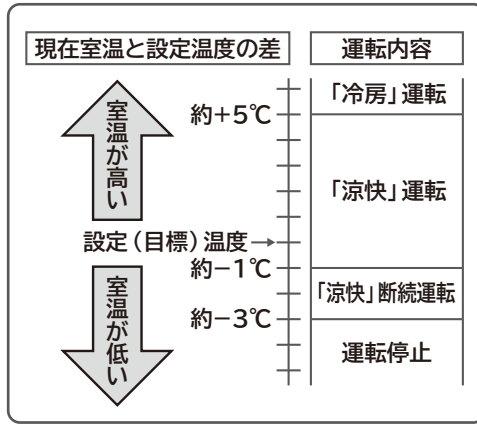 現在室温と設定温度の差
運転内容
室温が高い
約+5℃
設定(目標)温度→
約−1℃
約−3℃
室温が低い
「冷房」運転
「涼快」運転
「涼快」断続運転
運転停止